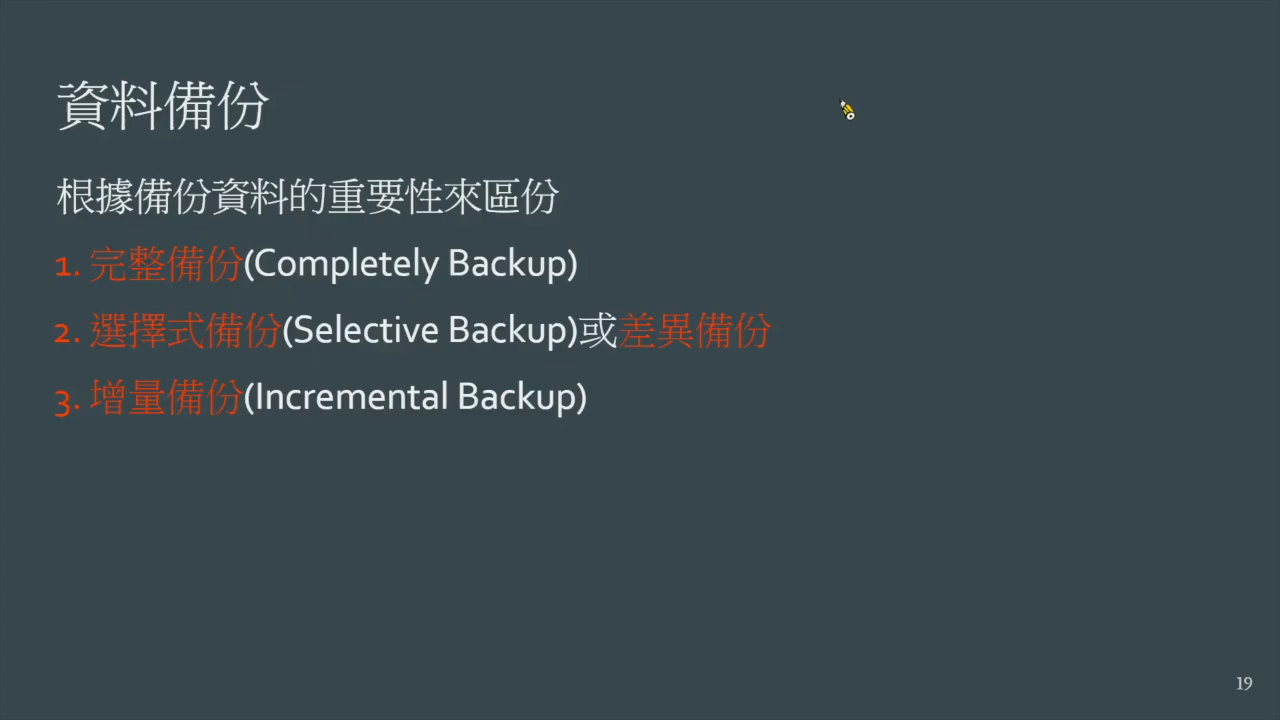 資料備份
根據備份資料的重要性來區份
1. 完整備份(Completely Backup)
2. 選擇式備份(Selective Backup)或差異備份
3. 增量備份(Incremental Backup)
19